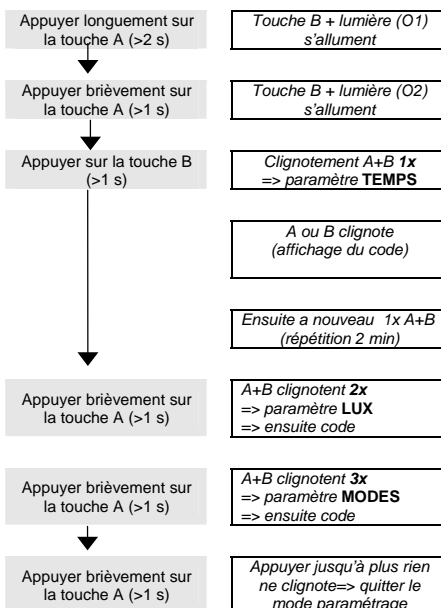 Appuyer longuement sur
la touche A (>2 s)
Touche B + lumière (O1)
s'allument
Appuyer brièvement sur
la touche A (>1 s)
Touche B + lumière (O2)
s'allument
Appuyer sur la touche B
(>1 s)
Clignotement A+B 1x
=> paramètre TEMPS
A ou B clignote
(affichage du code)
Ensuite a nouveau 1x A+B
(répétition 2 min)
Appuyer brièvement sur
la touche A (>1 s)
A+B clignotent 2x
=> paramètre LUX
=> ensuite code
Appuyer brièvement sur
la touche A (>1 s)
A+B clignotent 3x
=> paramètre MODES
=> ensuite code
Appuyer brièvement sur
la touche A (>1 s)
Appuyer jusqu'à plus rien
ne clignote=> quitter le
mode paramétrage